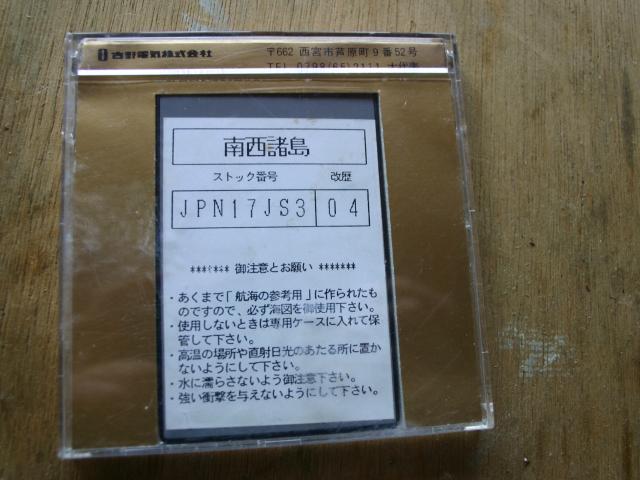 古野電気株式会社
〒662 西宮市芦原町9番52号
TEL 0798(65)2111 大代表
南西諸島
ストック番号 改歴
JPN17JS3 04
******* 御注意とお願い *******
・あくまで「航海の参考用」に作られたも
のですので、必ず海図を御使用下さい。
・使用しないときは専用ケースに入れて保
管して下さい。
・高温の場所や直射日光のあたる所に置か
ないようにして下さい。
・水に濡らさないよう御注意下さい。
・強い衝撃を与えないようにして下さい。